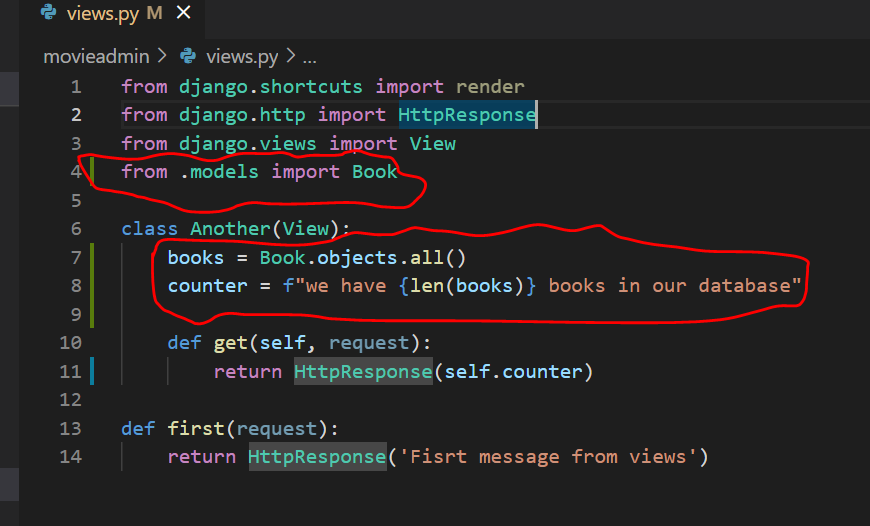 views.py M
movieadmin > views.py > ...
1 from django.shortcuts import render
2 from django.http import HttpResponse
3 from django.views import View
4 from .models import Book
5
6 class Another(View):
7 books = Book.objects.all()
8 counter = f"we have {len(books)} books in our database"
9
10 def get(self, request):
11 return HttpResponse(self.counter)
12
13 def first(request):
14 return HttpResponse('Fisrt message from views')